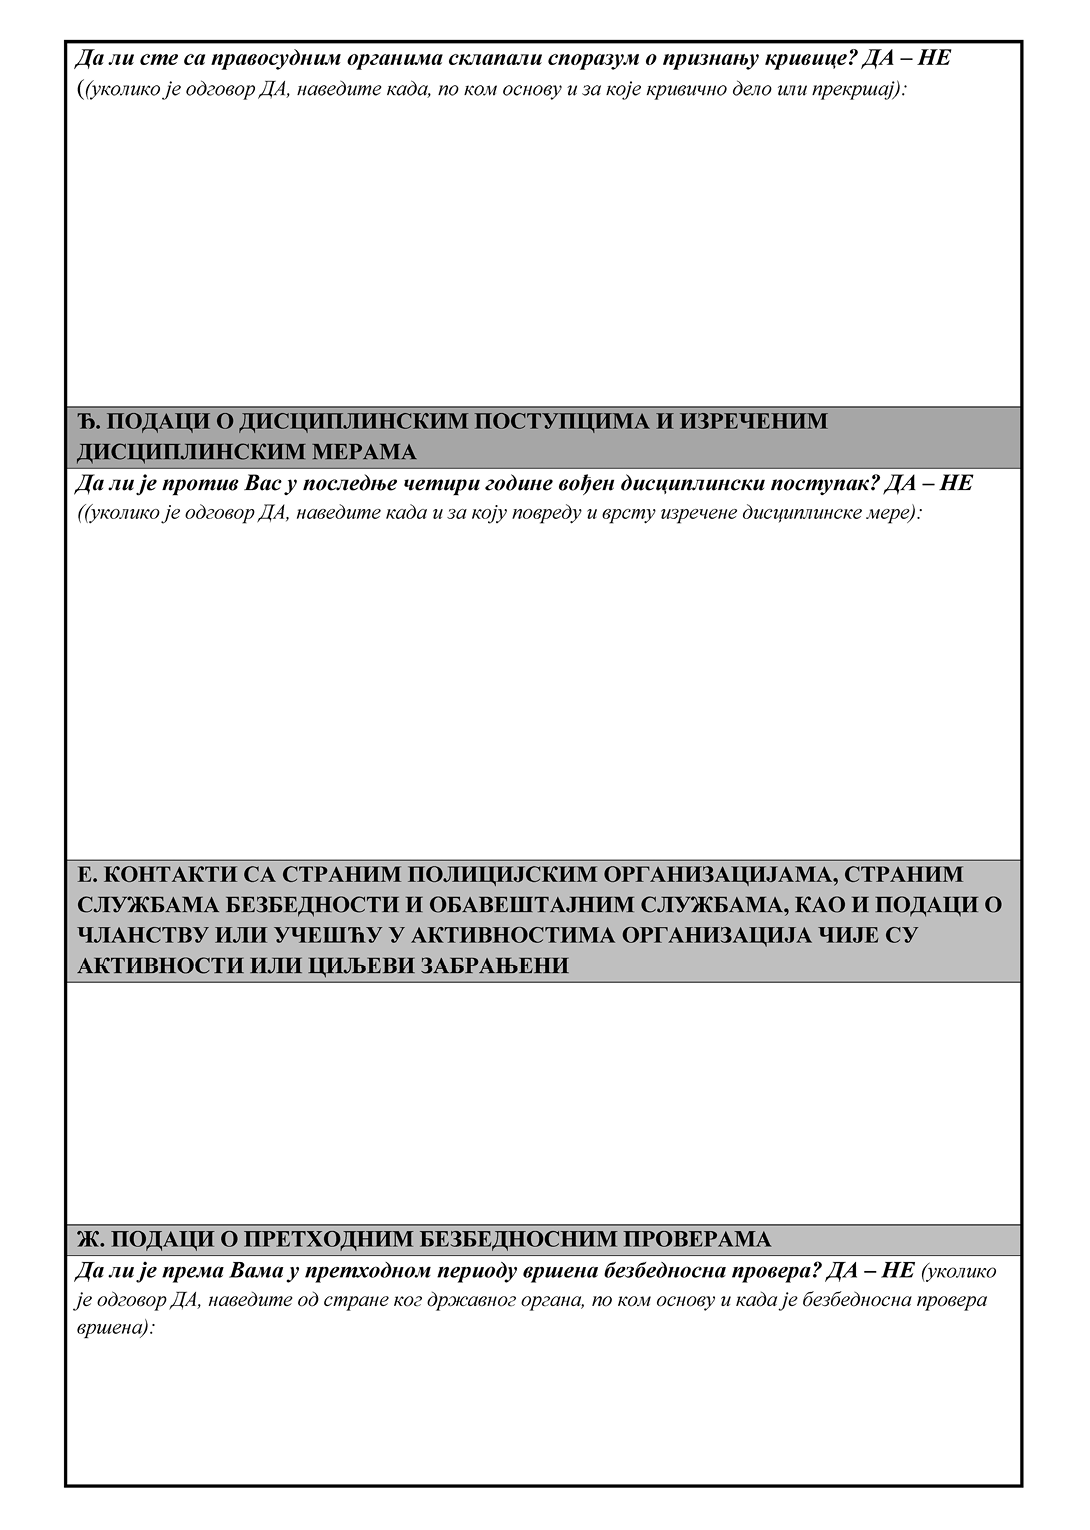 Да ли сте са правосудним органима склапали споразум о признању кривице? ДА – НЕ
((уколико је одговор ДА, наведите када, по ком основу и за које кривично дело или прекршај):
Ђ. ПОДАЦИ О ДИСЦИПЛИНСКИМ ПОСТУПЦИМА И ИЗРЕЧЕНИМ
ДИСЦИПЛИНСКИМ МЕРАМА
Да ли је против Вас у последње четири године вођен дисциплински поступак? ДА – НЕ
((уколико је одговор ДА, наведите када и за коју повреду и врсту изречене дисциплинске мере):
Е. КОНТАКТИ СА СТРАНИМ ПОЛИЦИЈСКИМ ОРГАНИЗАЦИЈАМА, СТРАНИМ
СЛУЖБАМА БЕЗБЕДНОСТИ И ОБАВЕШТАЈНИМ СЛУЖБАМА, КАО И ПОДАЦИ О
ЧЛАНСТВУ ИЛИ УЧЕШЋУ У АКТИВНОСТИМА ОРГАНИЗАЦИЈА ЧИЈЕ СУ
АКТИВНОСТИ ИЛИ ЦИЉЕВИ ЗАБРАЊЕНИ
Ж. ПОДАЦИ О ПРЕТХОДНИМ БЕЗБЕДНОСНИМ ПРОВЕРАМА
Да ли је према Вама у претходном периоду вршена безбедносна провера? ДА – НЕ (уколико
је одговор ДА, наведите од стране ког државног органа, по ком основу и када је безбедносна провера
вршена):